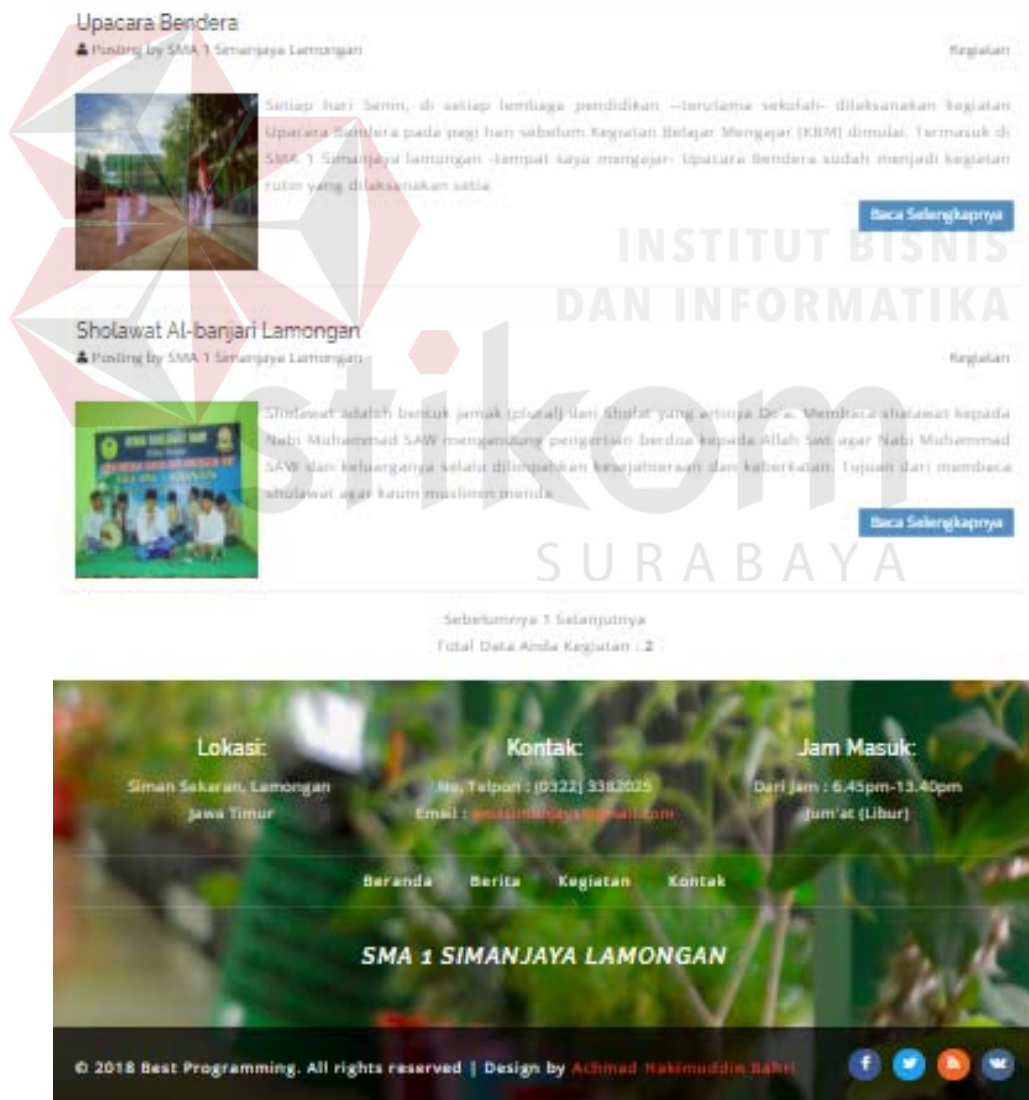 Upacara Bendera
Posting by SMA 1 Simanjaya Lamongan
Kegiatan
Setiap hari Senin, di setiap lembaga pendidikan –terutama sekolah- dilaksanakan kegiatan
Upacara Bendera pada pagi hari sebelum Kegiatan Belajar Mengajar (KBM) dimulai. Termasuk di
SMA 1 Simanjaya lamongan -tempat saya mengajar- Upacara Bendera sudah menjadi kegiatan
rutin yang dilaksanakan setia
Baca Selengkapnya
INSTITUT BISNIS
DAN INFORMATIKA
Sholawat Al-banjari Lamongan
Posting by SMA 1 Simanjaya Lamongan
Kegiatan
stikom
Sholawat adalah bentuk jamak (plural) dari Sholat yang artinya Do'a. Membaca shalawat kepada
Nabi Muhammad SAW mengandung pengertian berdoa kepada Allah Swt agar Nabi Muhammad
SAW dan keluarganya selalu dilimpahkan kesejahteraan dan keberkatan. Tujuan dari membaca
sholawat agar kaum muslimin menda
Baca Selengkapnya
SURABAYA
Sebelumnya 1 Selanjutnya
Total Data Anda Kegiatan : 2
Lokasi:
Siman Sekaran, Lamongan
Jawa Timur
Kontak:
No. Telpon : (0322) 3382025
Email :
Jam Masuk:
Dari Jam : 6.45pm-13.40pm
Jum'at (Libur)
Beranda Berita Kegiatan Kontak
SMA 1 SIMANJAYA LAMONGAN
© 2018 Best Programming. All rights reserved | Design by Achmad Hakimuddin Bahri